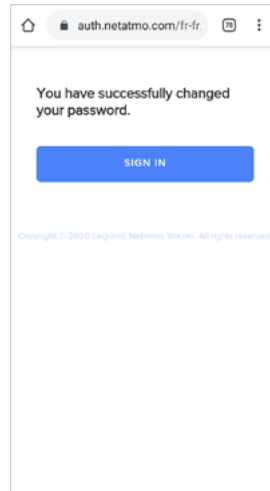 auth.netatmo.com/fr-fr.
78
You have successfully changed
your password.
SIGN IN
Copyright © 2020 Legrand, Netatmo, Bticino. All rights reserved.